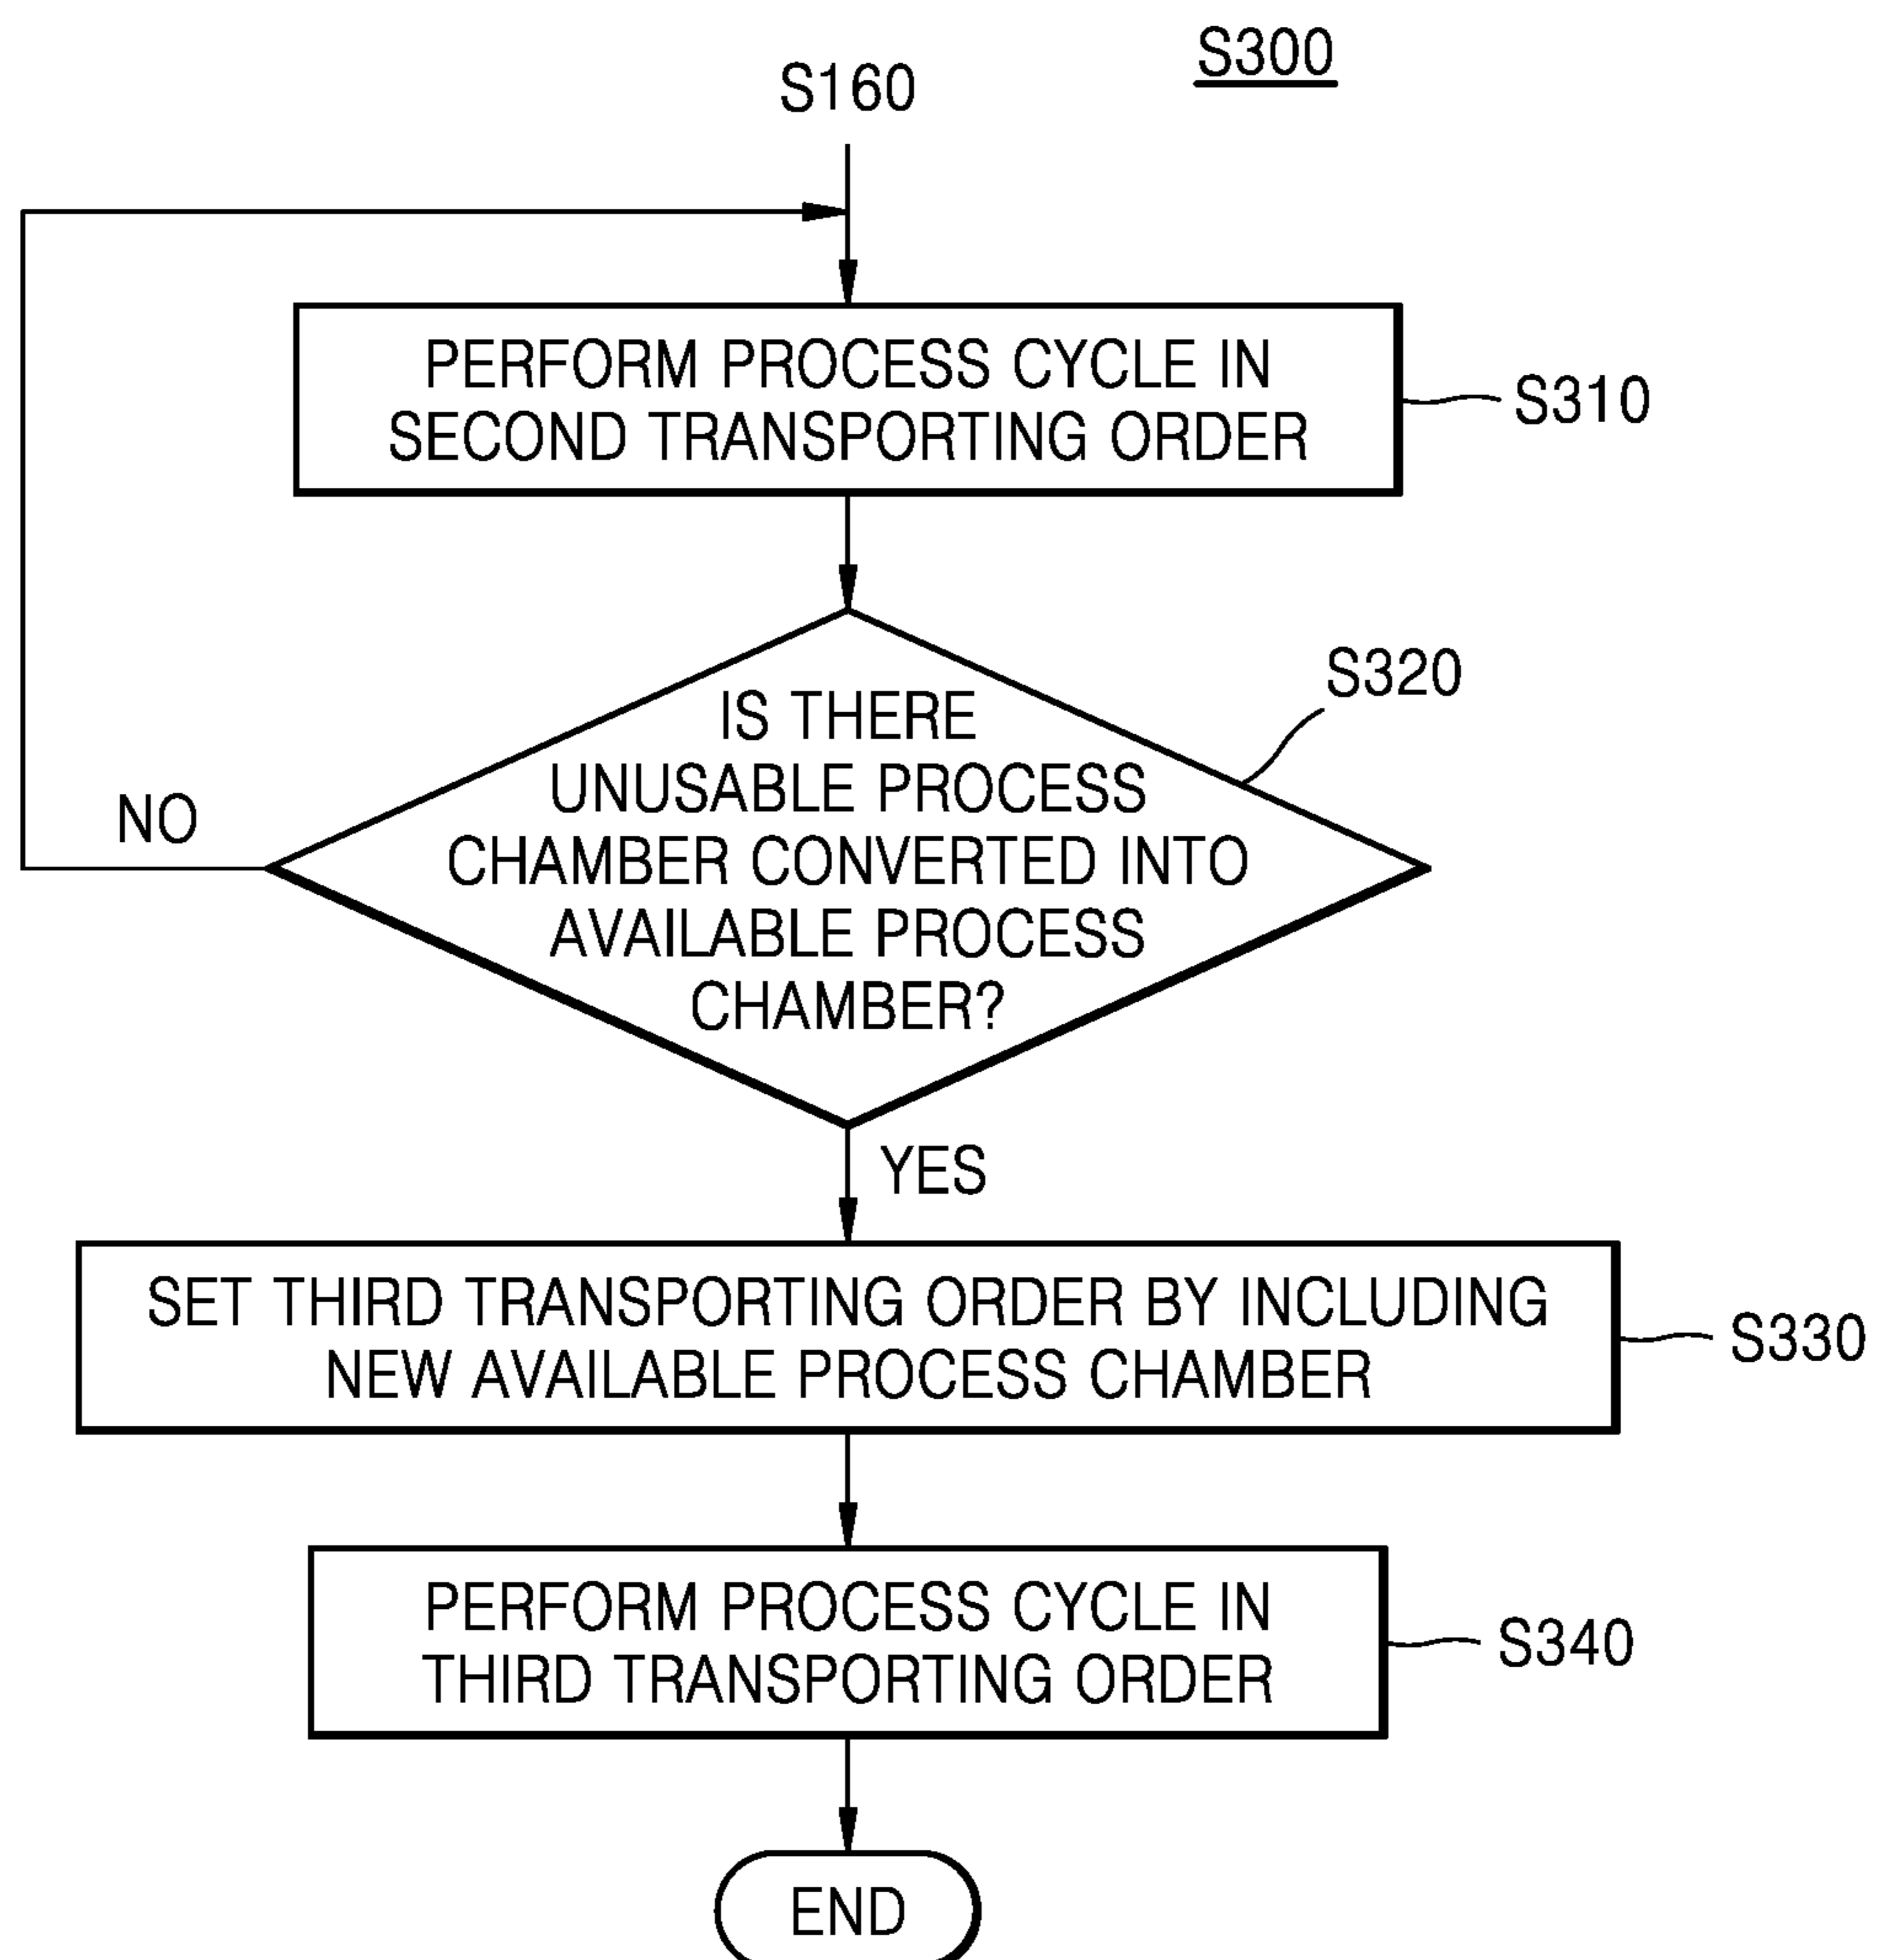 S300
S160
PERFORM PROCESS CYCLE IN
SECOND TRANSPORTING ORDER
S310
S320
IS THERE
UNUSABLE PROCESS
CHAMBER CONVERTED INTO
AVAILABLE PROCESS
CHAMBER?
NO
YES
SET THIRD TRANSPORTING ORDER BY INCLUDING
NEW AVAILABLE PROCESS CHAMBER
S330
PERFORM PROCESS CYCLE IN
THIRD TRANSPORTING ORDER
S340
END